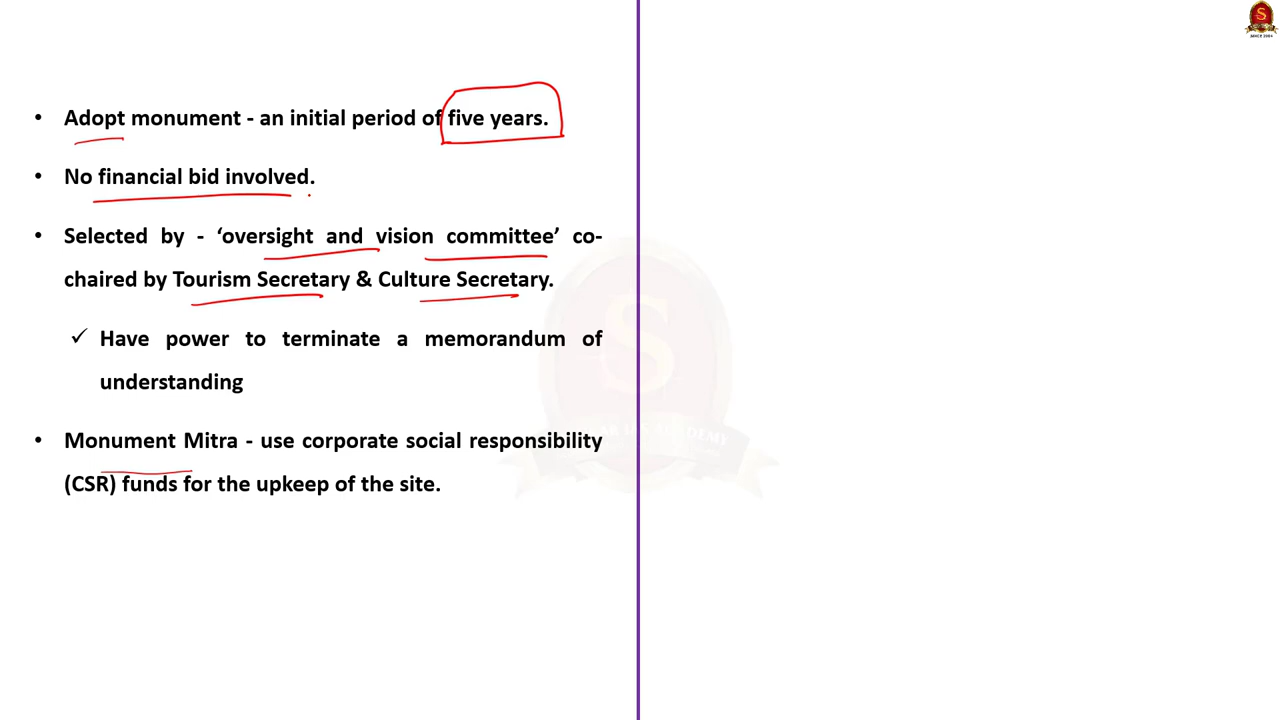 • Adopt monument - an initial period of five years.
• No financial bid involved.
• Selected by - ‘oversight and vision committee’ co-
chaired by Tourism Secretary & Culture Secretary.
✓ Have power to terminate a memorandum of
understanding
• Monument Mitra - use corporate social responsibility
(CSR) funds for the upkeep of the site.
S
SINCE 2004